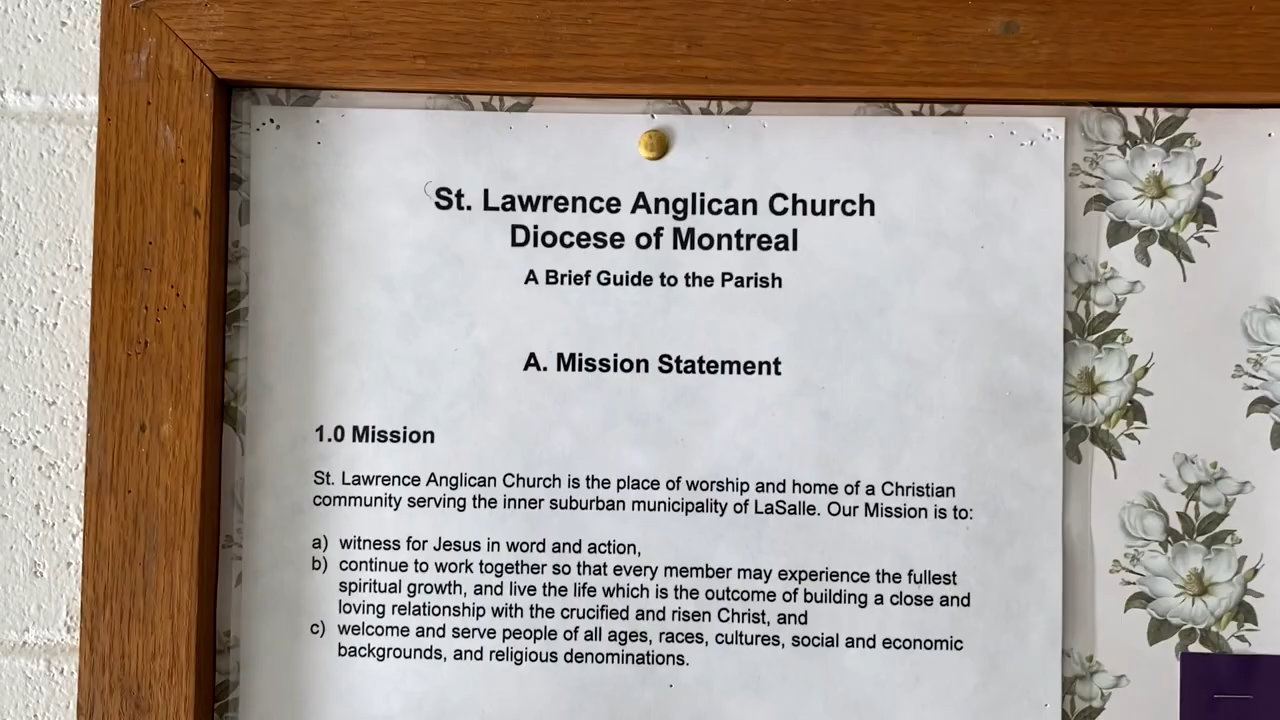 St. Lawrence Anglican Church
Diocese of Montreal
A Brief Guide to the Parish
A. Mission Statement
1.0 Mission
St. Lawrence Anglican Church is the place of worship and home of a Christian
community serving the inner suburban municipality of LaSalle. Our Mission is to:
a) witness for Jesus in word and action,
b) continue to work together so that every member may experience the fullest
spiritual growth, and live the life which is the outcome of building a close and
loving relationship with the crucified and risen Christ, and
c) welcome and serve people of all ages, races, cultures, social and economic
backgrounds, and religious denominations.